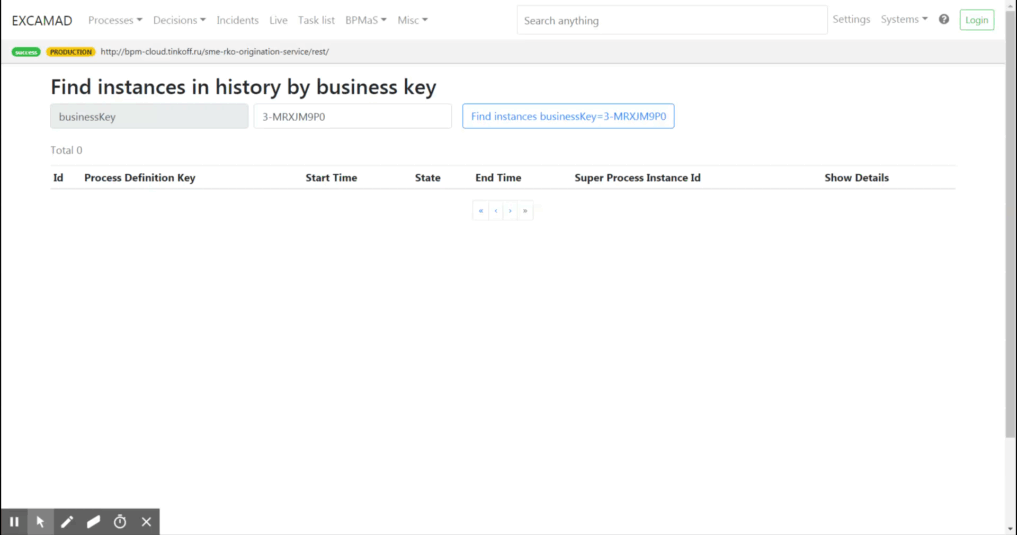 EXCAMAD Processes Decisions Incidents Live Task list BPMaS Misc Search anything Settings Systems ? Login
success PRODUCTION http://bpm-cloud.tinkoff.ru/sme-rko-origination-service/rest/
Find instances in history by business key
businessKey 3-MRXJM9P0 Find instances businessKey=3-MRXJM9P0
Total 0
Id Process Definition Key Start Time State End Time Super Process Instance Id Show Details
« ‹ › »